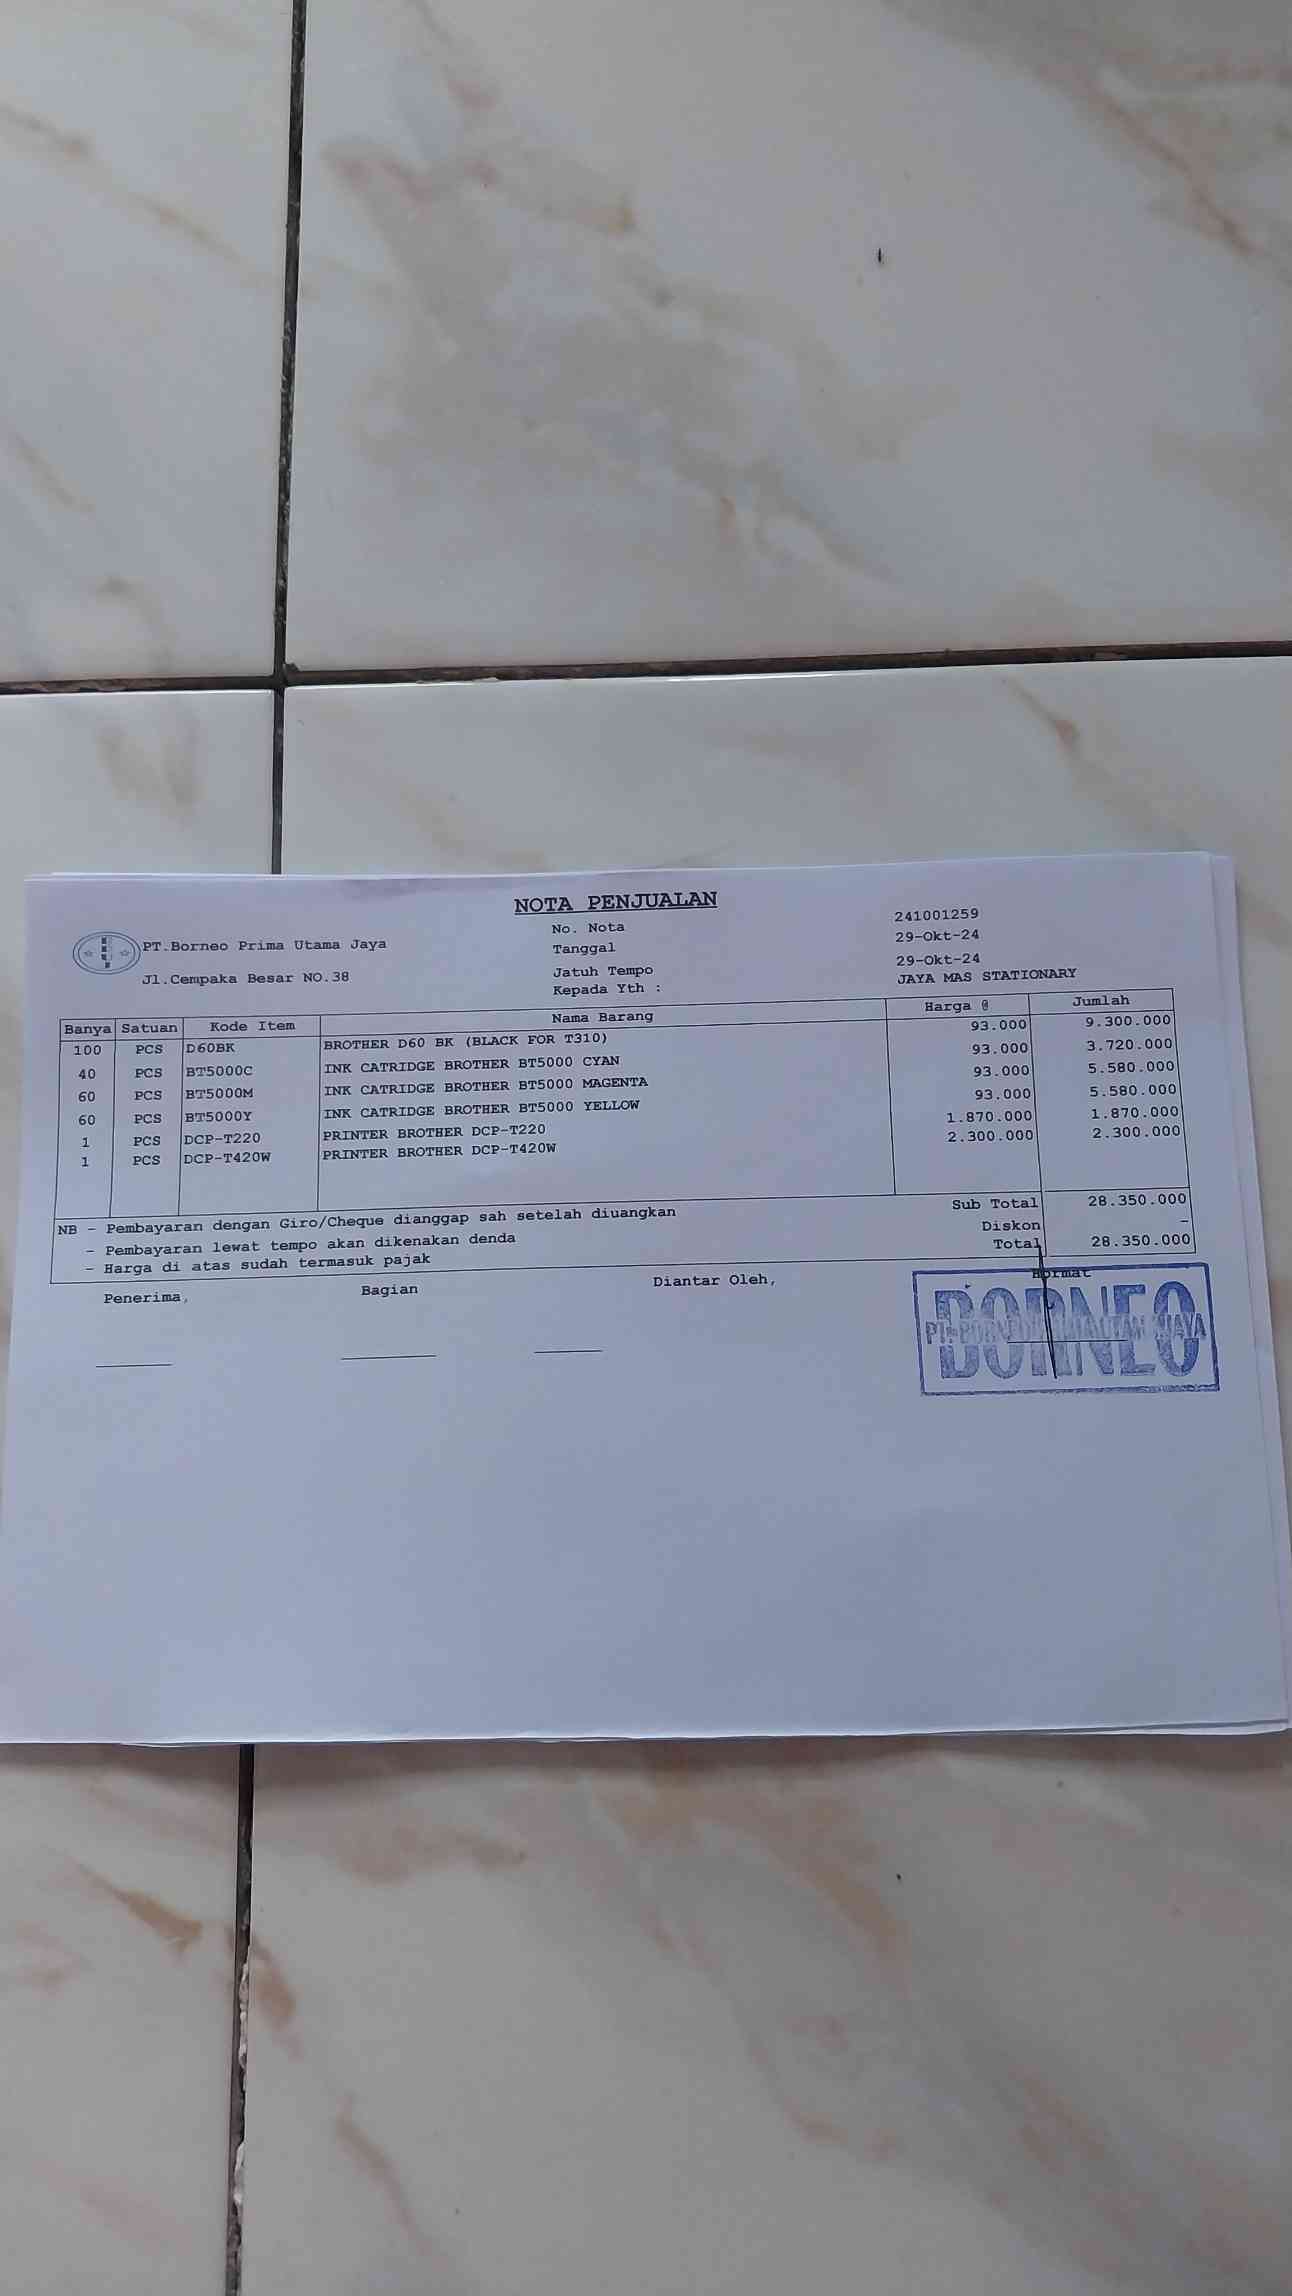 NOTA PENJUALAN
PT.Borneo Prima Utama Jaya
Jl.Cempaka Besar NO.38
No. Nota 241001259
Tanggal 29-Okt-24
Jatuh Tempo 29-Okt-24
Kepada Yth : JAYA MAS STATIONARY
Banya Satuan Kode Item Nama Barang Harga @ Jumlah
100 PCS D60BK BROTHER D60 BK (BLACK FOR T310) 93.000 9.300.000
40 PCS BT5000C INK CATRIDGE BROTHER BT5000 CYAN 93.000 3.720.000
60 PCS BT5000M INK CATRIDGE BROTHER BT5000 MAGENTA 93.000 5.580.000
60 PCS BT5000Y INK CATRIDGE BROTHER BT5000 YELLOW 93.000 5.580.000
1 PCS DCP-T220 PRINTER BROTHER DCP-T220 1.870.000 1.870.000
1 PCS DCP-T420W PRINTER BROTHER DCP-T420W 2.300.000 2.300.000
NB - Pembayaran dengan Giro/Cheque dianggap sah setelah diuangkan Sub Total 28.350.000
- Pembayaran lewat tempo akan dikenakan denda Diskon -
- Harga di atas sudah termasuk pajak Total 28.350.000
Penerima, Bagian Diantar Oleh, Hormat
BORNEO